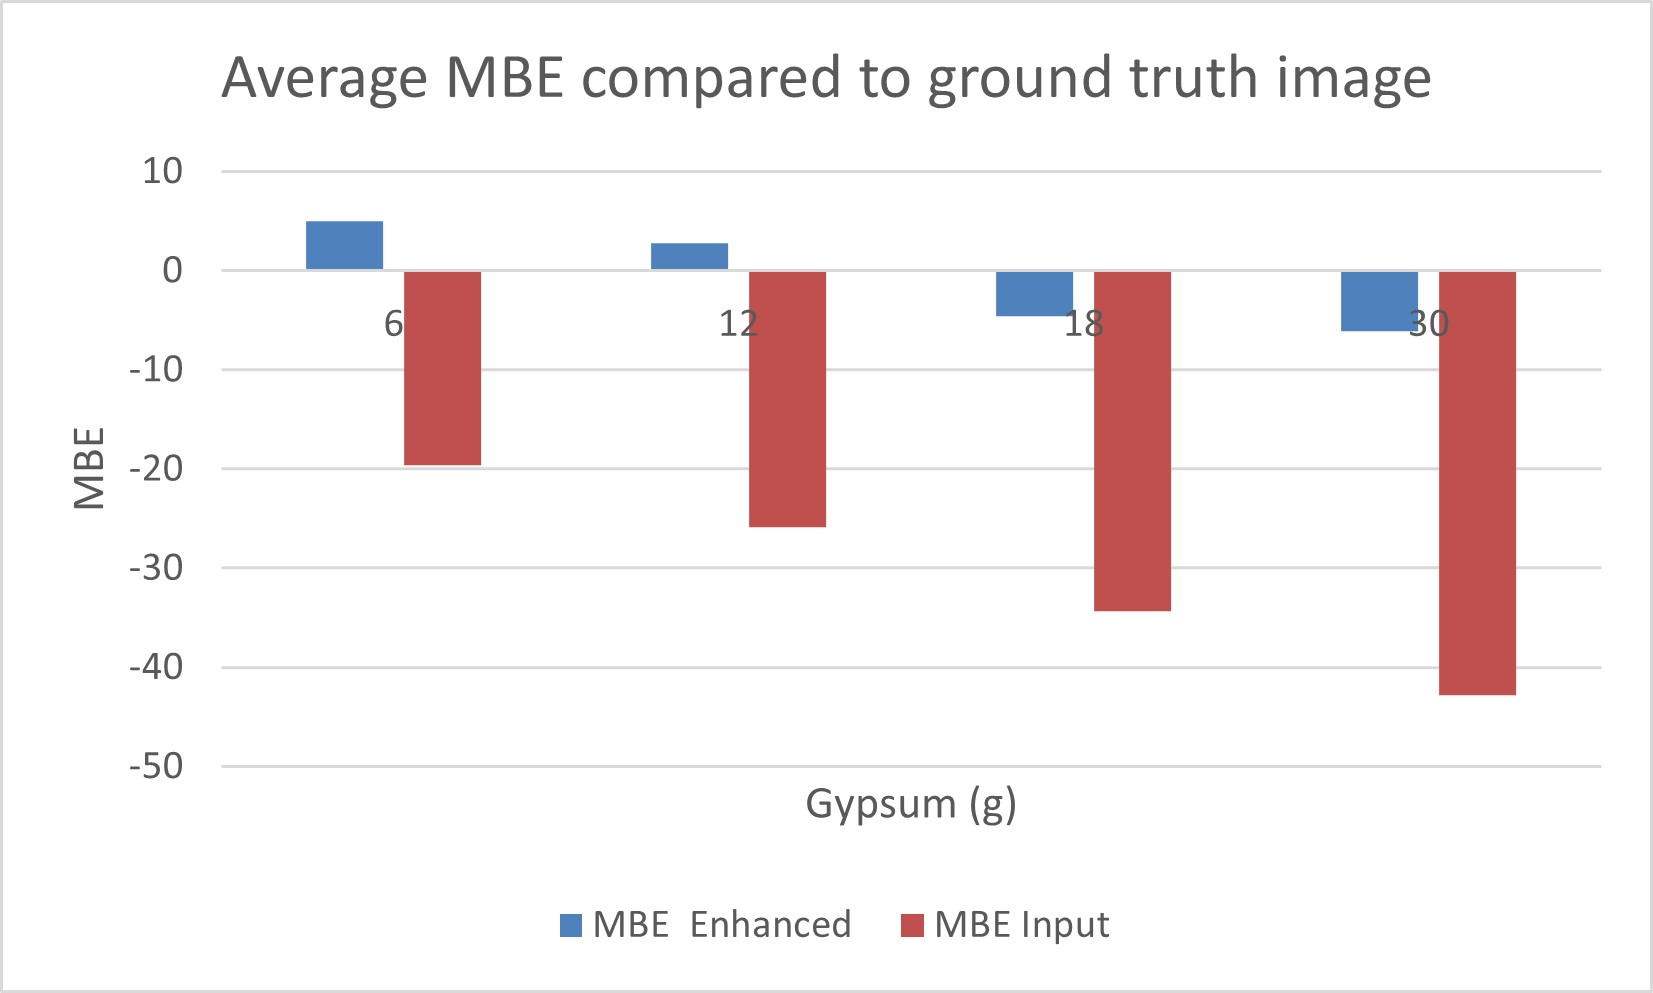 Average MBE compared to ground truth image
10
0
6 12 18 30
-10
-20
-30
-40
-50
MBE
Gypsum (g)
MBE  Enhanced MBE Input